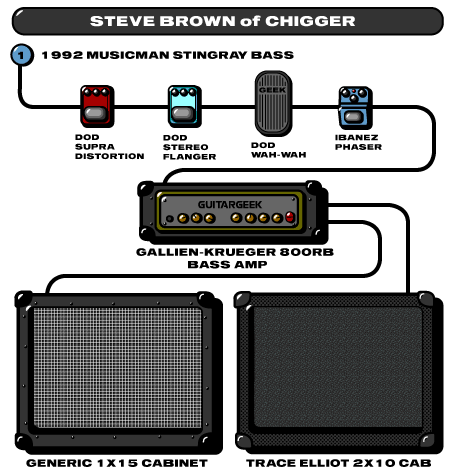 STEVE BROWN of CHIGGER
1 1992 MUSICMAN STINGRAY BASS
GEEK
DOD
SUPRA
DISTORTION
DOD
STEREO
FLANGER
DOD
WAH-WAH
IBANEZ
PHASER
GUITARGEEK
GALLIEN-KRUEGER 800RB
BASS AMP
GENERIC 1X15 CABINET
TRACE ELLIOT 2X10 CAB